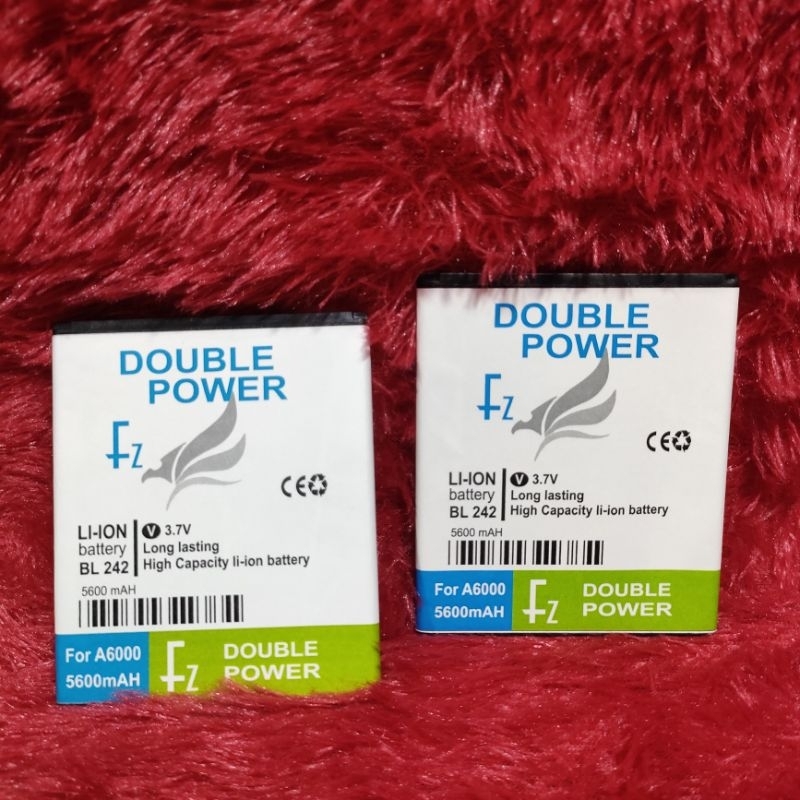 DOUBLE
POWER
Fz
CE
LI-ION
battery
BL 242
V 3.7V
Long lasting
High Capacity li-ion battery
5600 mAH
For A6000
5600mAH
Fz
DOUBLE
POWER
DOUBLE
POWER
Fz
CE
LI-ION
battery
BL 242
V 3.7V
Long lasting
High Capacity li-ion battery
5600 mAH
For A6000
5600mAH
Fz
DOUBLE
POWER